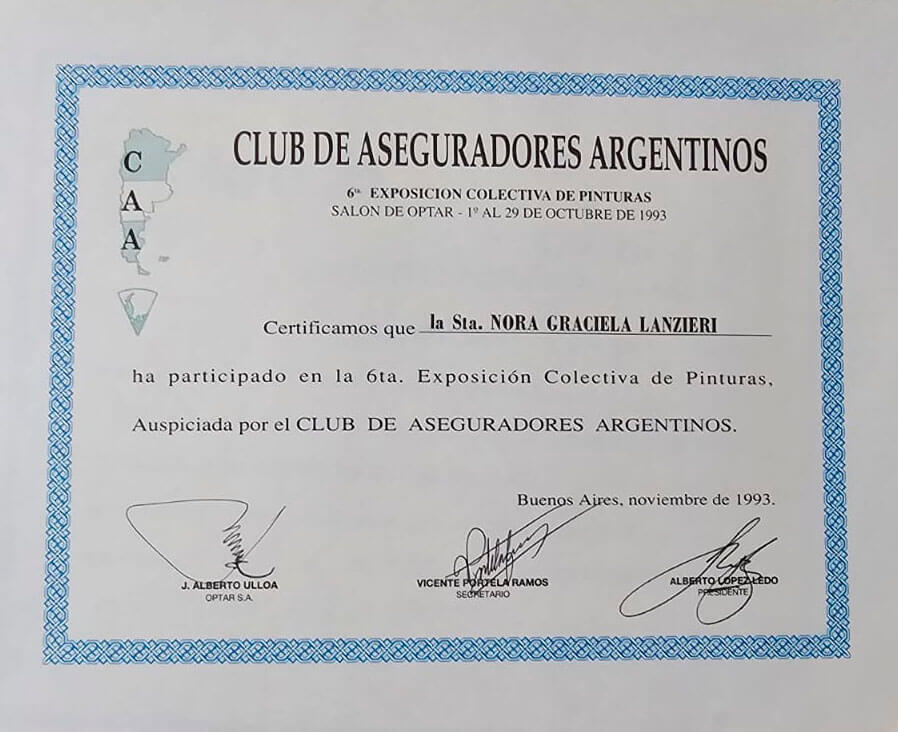 CLUB DE ASEGURADORES ARGENTINOS
6ta. EXPOSICION COLECTIVA DE PINTURAS
SALON DE OPTAR - 1º AL 29 DE OCTUBRE DE 1993
C
A
A
Certificamos que la Sta. NORA GRACIELA LANZIERI
ha participado en la 6ta. Exposición Colectiva de Pinturas,
Auspiciada por el CLUB DE ASEGURADORES ARGENTINOS.
Buenos Aires, noviembre de 1993.
J. ALBERTO ULLOA
OPTAR S.A.
VICENTE PORTELA RAMOS
SECRETARIO
ALBERTO LOPEZ LEDO
PRESIDENTE